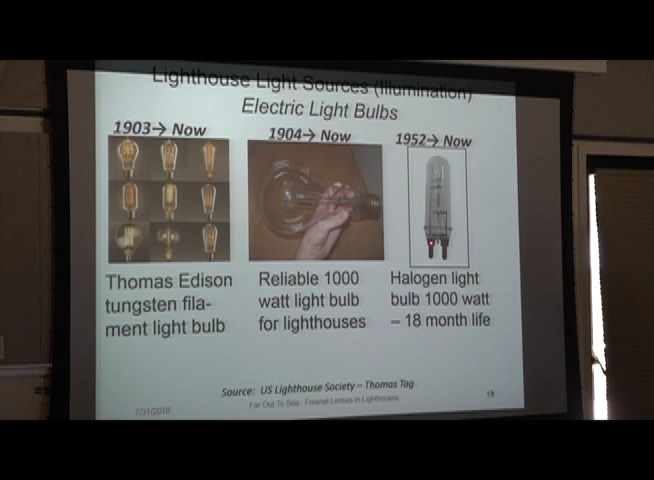 Lighthouse Light Sources (Illumination)
Electric Light Bulbs
1903→ Now
1904→ Now
1952→ Now
Thomas Edison
tungsten fila-
ment light bulb
Reliable 1000
watt light bulb
for lighthouses
Halogen light
bulb 1000 watt
– 18 month life
Source: US Lighthouse Society – Thomas Tag
7/31/2018
Far Out To Sea: Fresnel Lenses in Lighthouses
19